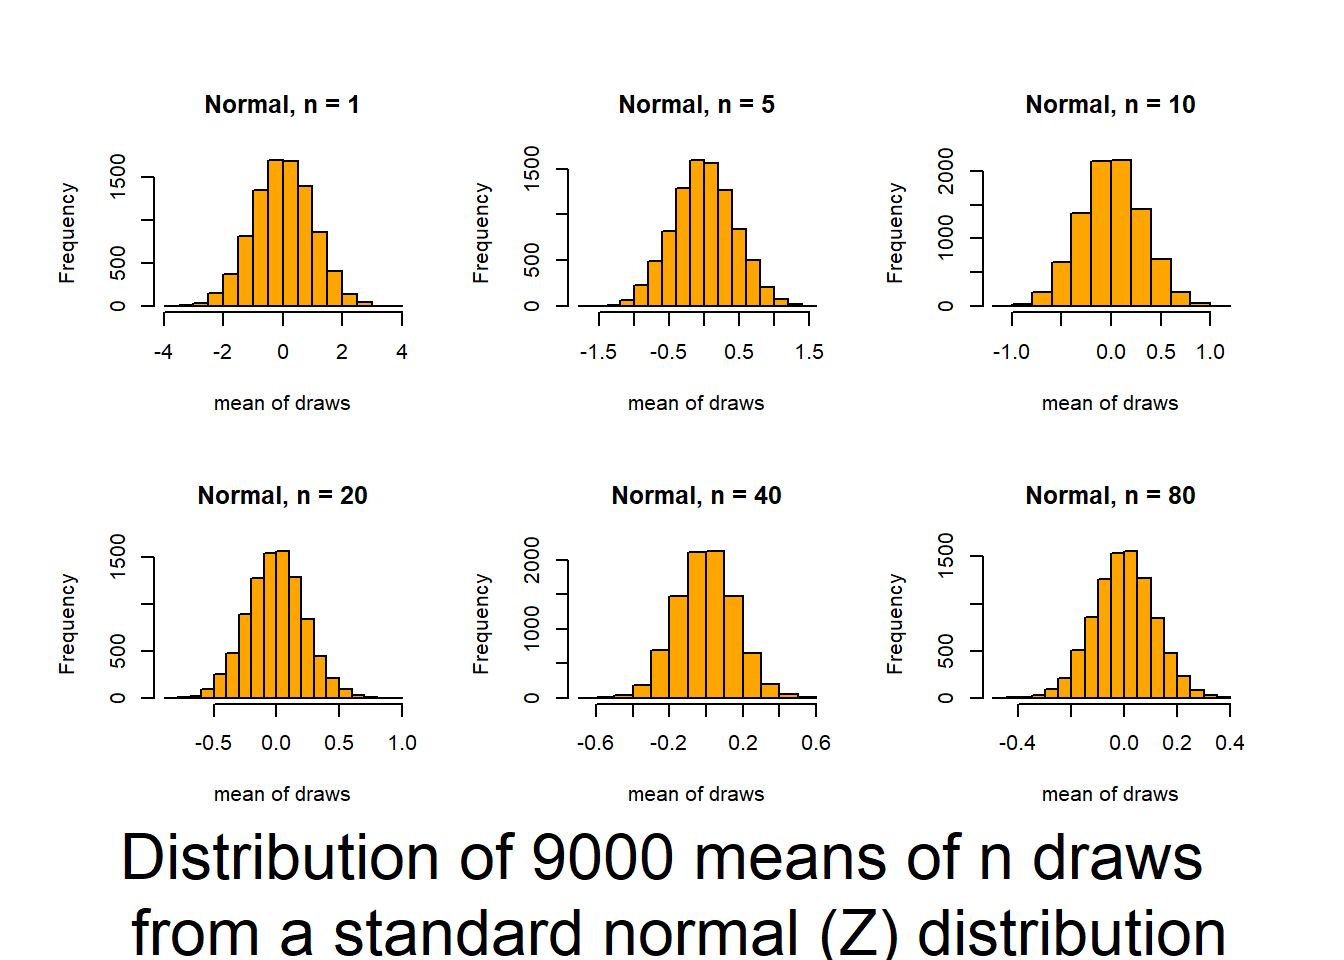 Normal, n = 1
Frequency
0 500 1500
-4 -2 0 2 4
mean of draws
Normal, n = 5
Frequency
0 500 1500
-1.5 -0.5 0.5 1.5
mean of draws
Normal, n = 10
Frequency
0 1000 2000
-1.0 0.0 0.5 1.0
mean of draws
Normal, n = 20
Frequency
0 500 1500
-0.5 0.0 0.5 1.0
mean of draws
Normal, n = 40
Frequency
0 1000 2000
-0.6 -0.2 0.2 0.6
mean of draws
Normal, n = 80
Frequency
0 500 1500
-0.4 0.0 0.2 0.4
mean of draws
Distribution of 9000 means of n draws
from a standard normal (Z) distribution